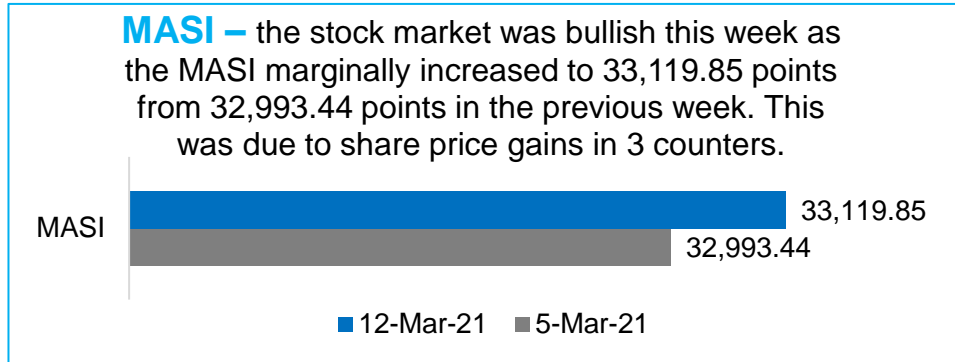 MASI – the stock market was bullish this week as
the MASI marginally increased to 33,119.85 points
from 32,993.44 points in the previous week. This
was due to share price gains in 3 counters.
33,119.85
MASI
32,993.44
12-Mar-21 5-Mar-21